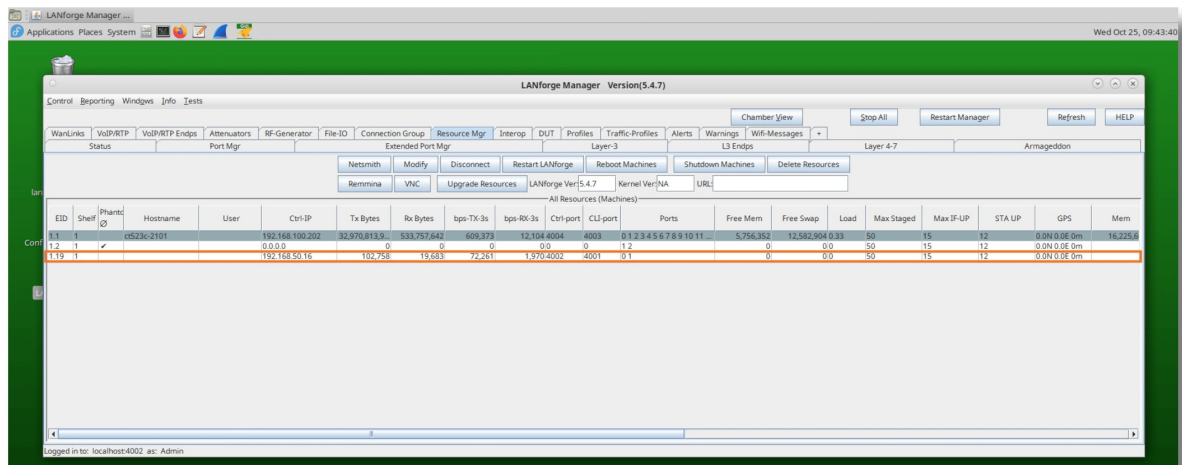 LANforge Manager ...
Applications Places System
Wed Oct 25, 09:43:40
LANforge Manager Version(5.4.7)
Control Reporting Windows Info Tests
Chamber View Stop All Restart Manager Refresh HELP
WanLinks VoIP/RTP VoIP/RTP Endps Attenuators RF-Generator File-IO Connection Group Resource Mgr Interop DUT Profiles Traffic-Profiles Alerts Warnings Wifi-Messages +
Status Port Mgr Extended Port Mgr Layer-3 L3 Endps Layer 4-7 Armageddon
Netsmith Modify Disconnect Restart LANforge Reboot Machines Shutdown Machines Delete Resources
Remmina VNC Upgrade Resources LANforge Ver: 5.4.7 Kernel Ver: NA URL:
All Resources (Machines)
EID Shelf Phantom Ø Hostname User Ctrl-IP Tx Bytes Rx Bytes bps-TX-3s bps-RX-3s Ctrl-port CLI-port Ports Free Mem Free Swap Load Max Staged Max IF-UP STA UP GPS Mem
1.1 1 ct523c-2101 192.168.100.202 32,970,813,9... 533,757,642 609,373 12,104 4004 4003 0 1 2 3 4 5 6 7 8 9 10 11 ... 5,756,352 12,582,904 0.33 50 15 12 0.0N 0.0E 0m 16,225,6
1.2 1 ✔ 0.0.0.0 0 0 0 0 0 0 1 2 0 0 0 50 15 12 0.0N 0.0E 0m
1.19 1 192.168.50.16 102,758 19,683 72,261 1,970 4002 4001 0 1 0 0 0 50 15 12 0.0N 0.0E 0m
lan
Conf
Logged in to: localhost:4002 as: Admin